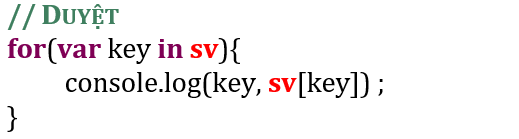 // DUYỆT
for(var key in sv){
console.log(key, sv[key]) ;
}